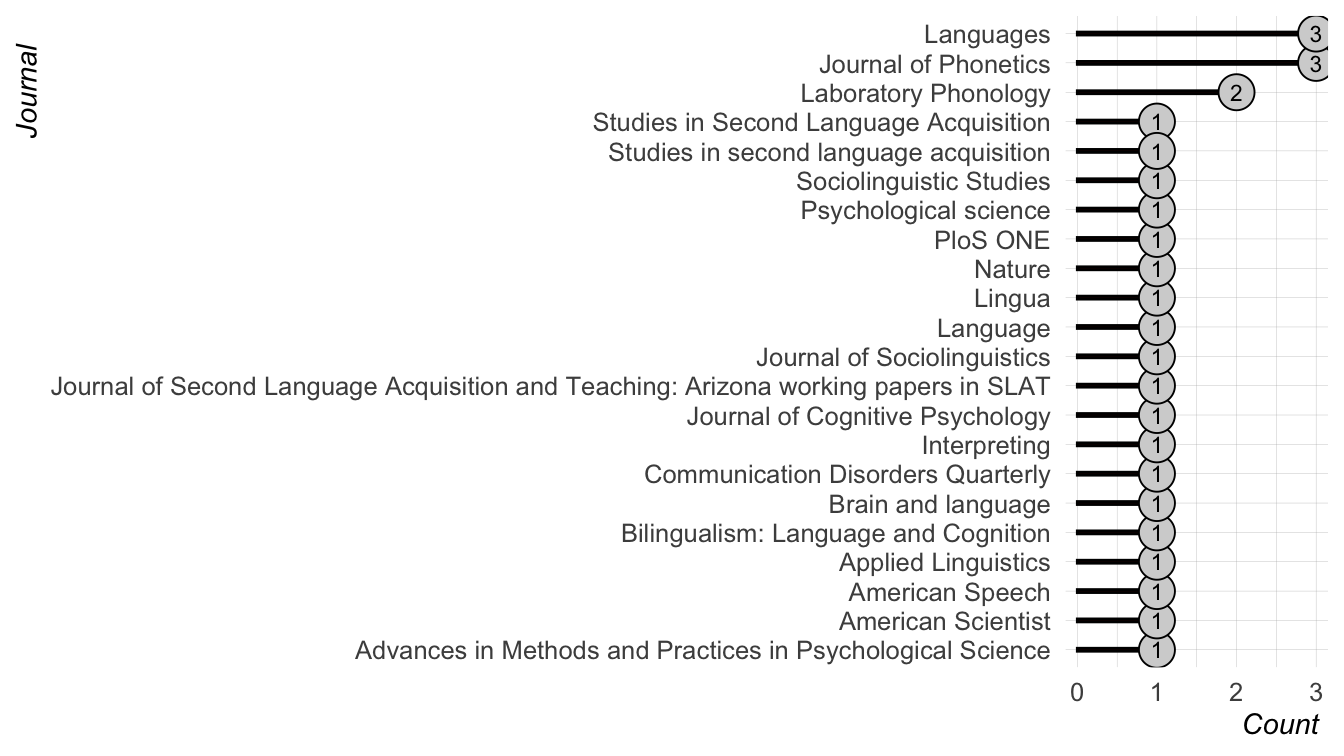 Journal
Languages 3
Journal of Phonetics 3
Laboratory Phonology 2
Studies in Second Language Acquisition 1
Studies in second language acquisition 1
Sociolinguistic Studies 1
Psychological science 1
PloS ONE 1
Nature 1
Lingua 1
Language 1
Journal of Sociolinguistics 1
Journal of Second Language Acquisition and Teaching: Arizona working papers in SLAT 1
Journal of Cognitive Psychology 1
Interpreting 1
Communication Disorders Quarterly 1
Brain and language 1
Bilingualism: Language and Cognition 1
Applied Linguistics 1
American Speech 1
American Scientist 1
Advances in Methods and Practices in Psychological Science 1
0 1 2 3
Count